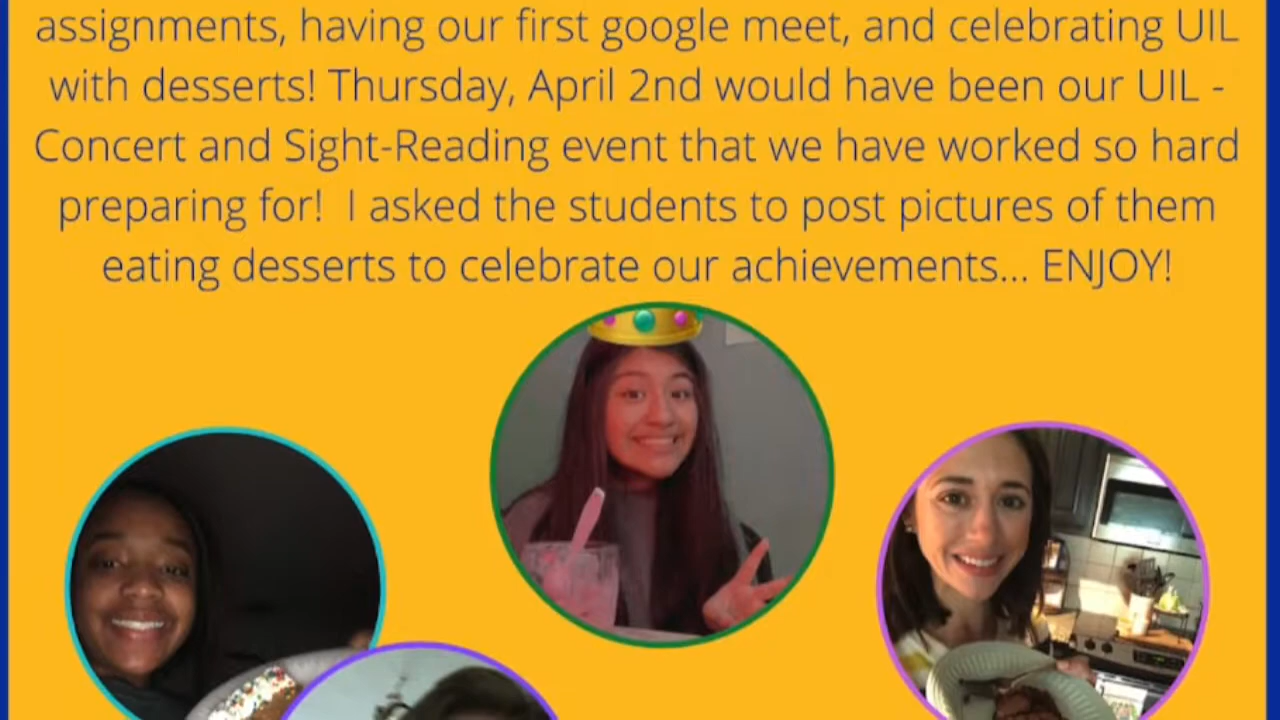 assignments, having our first google meet, and celebrating UIL
with desserts! Thursday, April 2nd would have been our UIL -
Concert and Sight-Reading event that we have worked so hard
preparing for!  I asked the students to post pictures of them
eating desserts to celebrate our achievements... ENJOY!